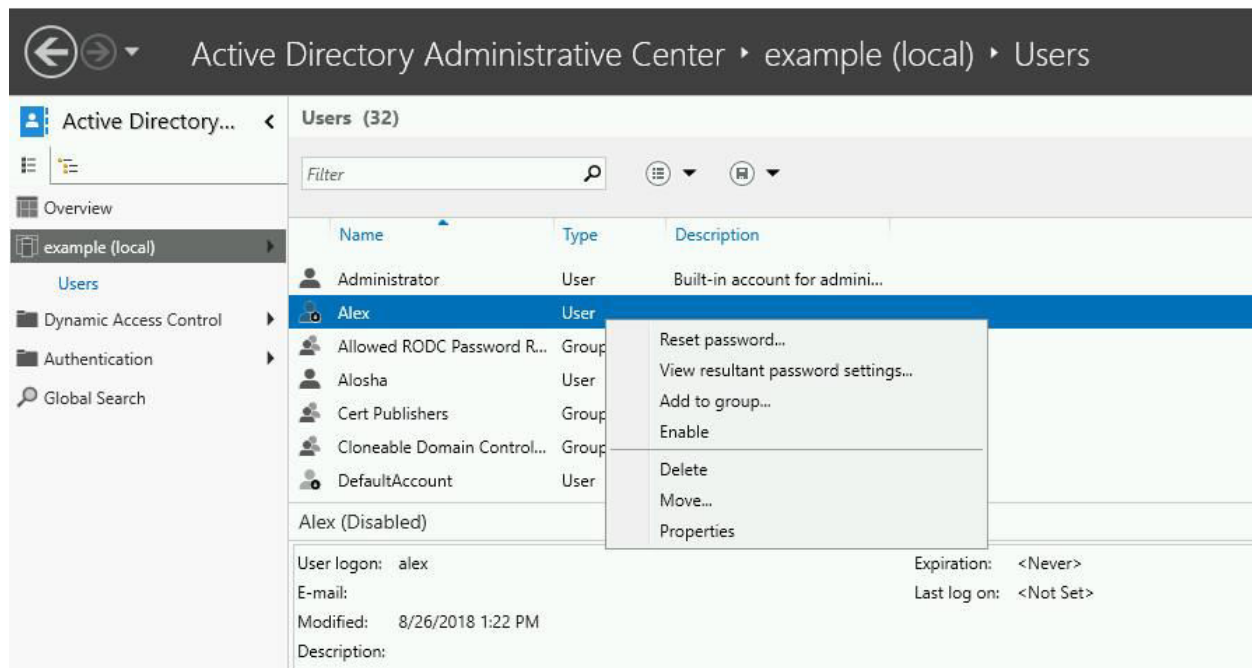 Active Directory Administrative Center ‣ example (local) ‣ Users
Active Directory...
Overview
example (local)
Users
Dynamic Access Control
Authentication
Global Search
Users (32)
Filter
Name Type Description
Administrator User Built-in account for admini...
Alex User
Allowed RODC Password R... Group
Alosha User
Cert Publishers Group
Cloneable Domain Control... Group
DefaultAccount User
Reset password...
View resultant password settings...
Add to group...
Enable
Delete
Move...
Properties
Alex (Disabled)
User logon: alex
E-mail:
Modified: 8/26/2018 1:22 PM
Description:
Expiration: <Never>
Last log on: <Not Set>